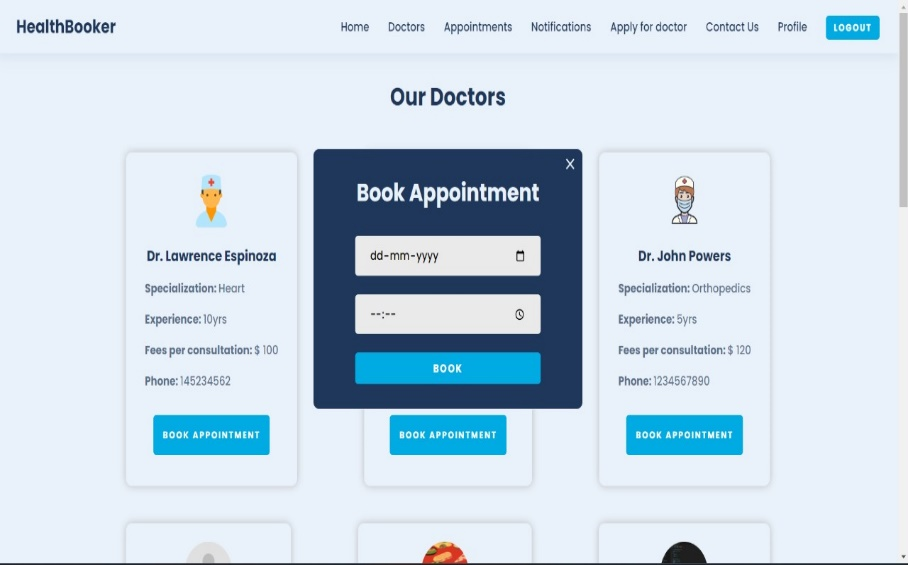 HealthBooker
Home Doctors Appointments Notifications Apply for doctor Contact Us Profile LOGOUT
Our Doctors
Dr. Lawrence Espinoza
Specialization: Heart
Experience: 10yrs
Fees per consultation: $ 100
Phone: 145234562
BOOK APPOINTMENT
X
Book Appointment
dd-mm-yyyy
--:--
BOOK
BOOK APPOINTMENT
Dr. John Powers
Specialization: Orthopedics
Experience: 5yrs
Fees per consultation: $ 120
Phone: 1234567890
BOOK APPOINTMENT